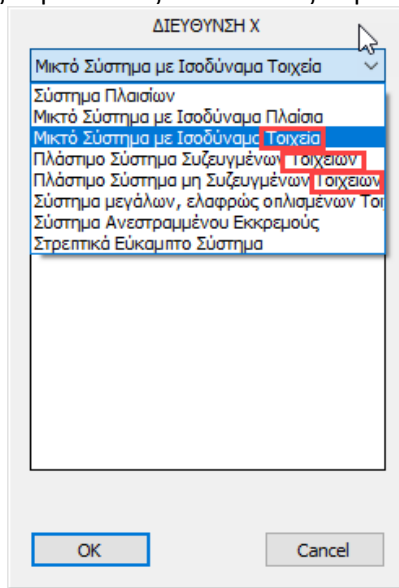 ΔΙΕΥΘΥΝΣΗ Χ
Μικτό Σύστημα με Ισοδύναμα Τοιχεία
Σύστημα Πλαισίων
Μικτό Σύστημα με Ισοδύναμα Πλαίσια
Μικτό Σύστημα με Ισοδύναμα Τοιχεία
Πλάστιμο Σύστημα Συζευγμένων Τοιχείων
Πλάστιμο Σύστημα μη Συζευγμένων Τοιχείων
Σύστημα μεγάλων, ελαφρώς οπλισμένων Τοι
Σύστημα Ανεστραμμένου Εκκρεμούς
Στρεπτικά Εύκαμπτο Σύστημα
OK
Cancel